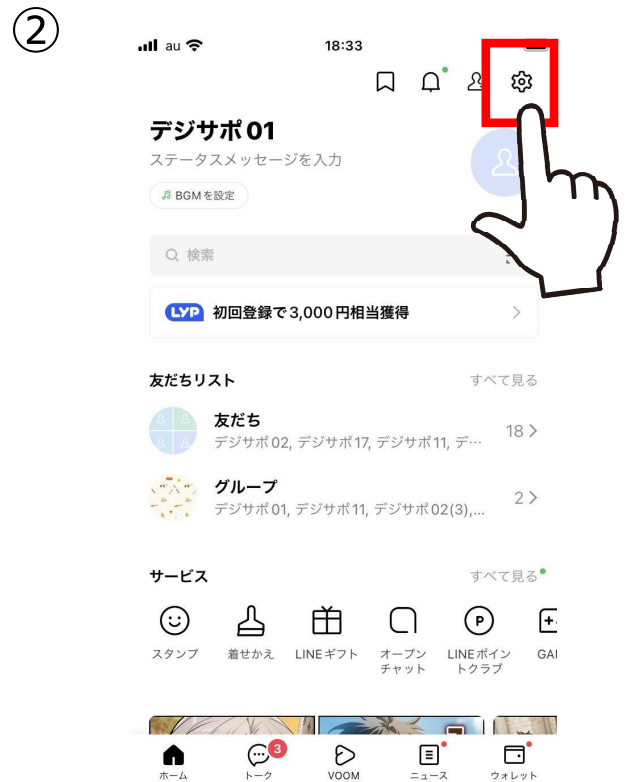 ②
au 18:33
デジサポ01
ステータスメッセージを入力
BGMを設定
検索
LYP 初回登録で3,000円相当獲得
友だちリスト すべて見る
友だち
デジサポ02, デジサポ17, デジサポ11, デ… 18
グループ
デジサポ01, デジサポ11, デジサポ02(3),... 2
サービス すべて見る
スタンプ 着せかえ LINEギフト オープンチャット LINEポイントクラブ GA
3
ホーム トーク VOOM ニュース ウォレット